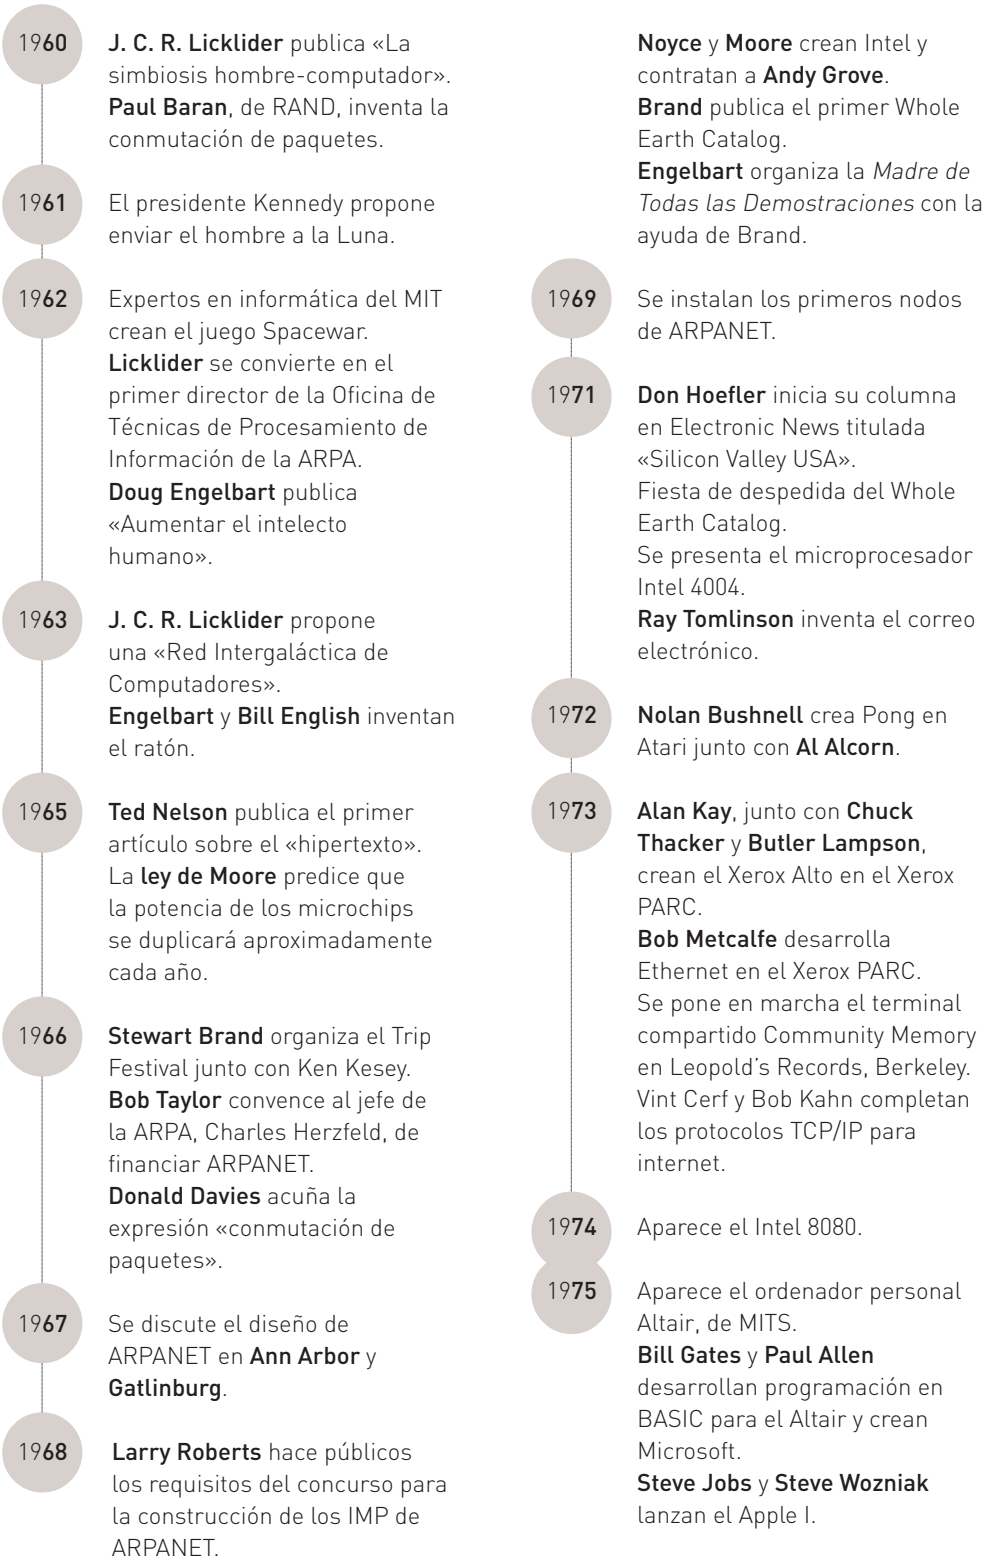 1960
J. C. R. Licklider publica «La
simbiosis hombre-computador».
Paul Baran, de RAND, inventa la
conmutación de paquetes.
1961
El presidente Kennedy propone
enviar el hombre a la Luna.
1962
Expertos en informática del MIT
crean el juego Spacewar.
Licklider se convierte en el
primer director de la Oficina de
Técnicas de Procesamiento de
Información de la ARPA.
Doug Engelbart publica
«Aumentar el intelecto
humano».
1963
J. C. R. Licklider propone
una «Red Intergaláctica de
Computadores».
Engelbart y Bill English inventan
el ratón.
1965
Ted Nelson publica el primer
artículo sobre el «hipertexto».
La ley de Moore predice que
la potencia de los microchips
se duplicará aproximadamente
cada año.
1966
Stewart Brand organiza el Trip
Festival junto con Ken Kesey.
Bob Taylor convence al jefe de
la ARPA, Charles Herzfeld, de
financiar ARPANET.
Donald Davies acuña la
expresión «conmutación de
paquetes».
1967
Se discute el diseño de
ARPANET en Ann Arbor y
Gatlinburg.
1968
Larry Roberts hace públicos
los requisitos del concurso para
la construcción de los IMP de
ARPANET.
Noyce y Moore crean Intel y
contratan a Andy Grove.
Brand publica el primer Whole
Earth Catalog.
Engelbart organiza la Madre de
Todas las Demostraciones con la
ayuda de Brand.
1969
Se instalan los primeros nodos
de ARPANET.
1971
Don Hoefler inicia su columna
en Electronic News titulada
«Silicon Valley USA».
Fiesta de despedida del Whole
Earth Catalog.
Se presenta el microprocesador
Intel 4004.
Ray Tomlinson inventa el correo
electrónico.
1972
Nolan Bushnell crea Pong en
Atari junto con Al Alcorn.
1973
Alan Kay, junto con Chuck
Thacker y Butler Lampson,
crean el Xerox Alto en el Xerox
PARC.
Bob Metcalfe desarrolla
Ethernet en el Xerox PARC.
Se pone en marcha el terminal
compartido Community Memory
en Leopold's Records, Berkeley.
Vint Cerf y Bob Kahn completan
los protocolos TCP/IP para
internet.
1974
Aparece el Intel 8080.
1975
Aparece el ordenador personal
Altair, de MITS.
Bill Gates y Paul Allen
desarrollan programación en
BASIC para el Altair y crean
Microsoft.
Steve Jobs y Steve Wozniak
lanzan el Apple I.